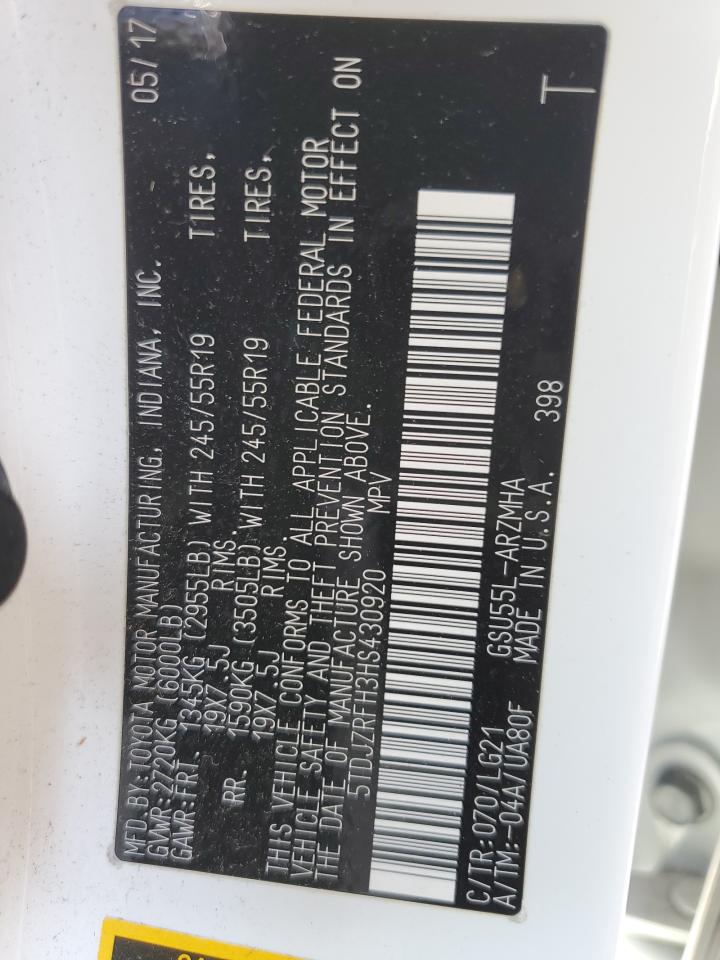 MFD.BY:TOYOTA MOTOR MANUFACTURING, INDIANA, INC. 05/17
GVWR:2720KG (6000LB)
GAWR:FRT. 1345KG (2955LB) WITH 245/55R19 TIRES,
19X7.5J RIMS.
RR. 1590KG (3505LB) WITH 245/55R19 TIRES,
19X7.5J RIMS.
THIS VEHICLE CONFORMS TO ALL APPLICABLE FEDERAL MOTOR
VEHICLE SAFETY AND THEFT PREVENTION STANDARDS IN EFFECT ON
THE DATE OF MANUFACTURE SHOWN ABOVE.
5TDJZRFH3HS430920 MPV
C/TR:070/LG21 GSU55L-ARZMHA
A/TM:-04A/UA80F MADE IN U.S.A. 398
T